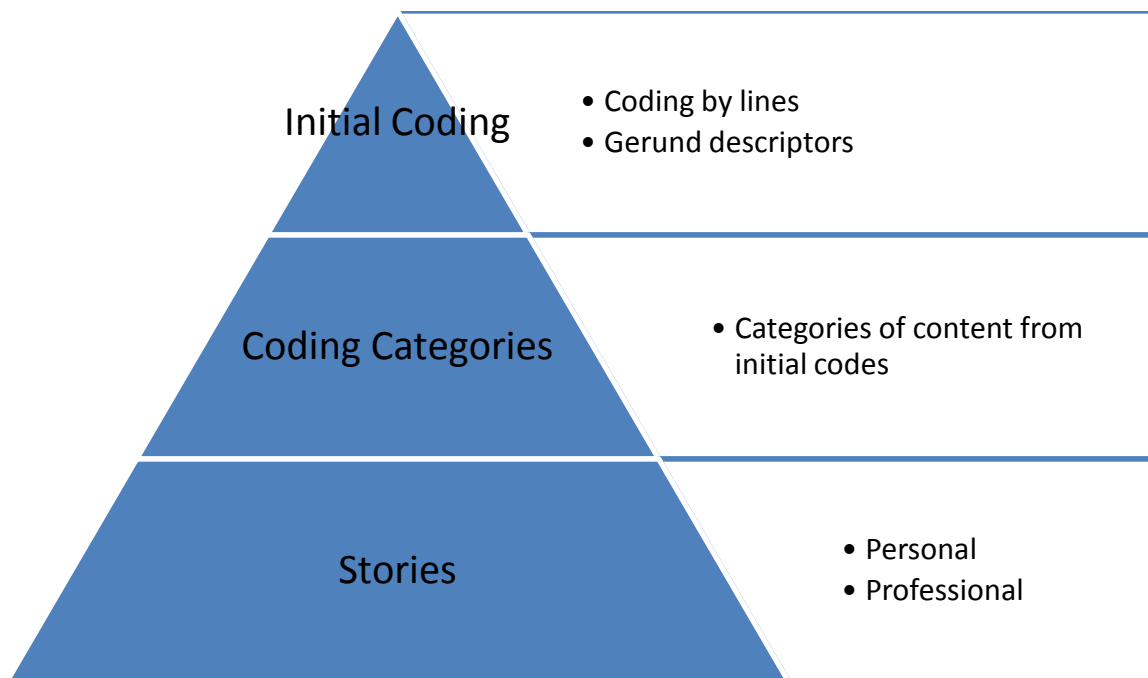 Initial Coding
• Coding by lines
• Gerund descriptors
Coding Categories
• Categories of content from
initial codes
Stories
• Personal
• Professional